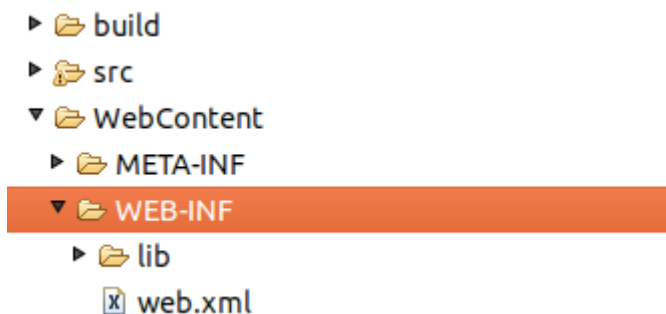 build
src
WebContent
META-INF
WEB-INF
lib
web.xml